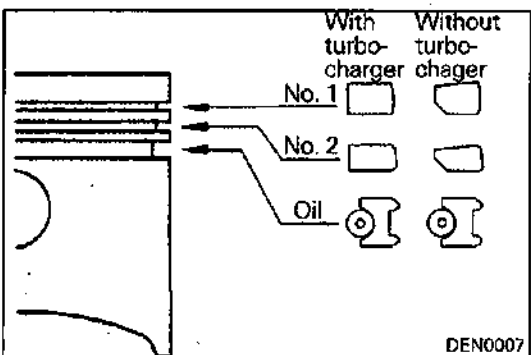 With Without
turbo- turbo-
charger chager
No. 1
No. 2
Oil
DEN0007